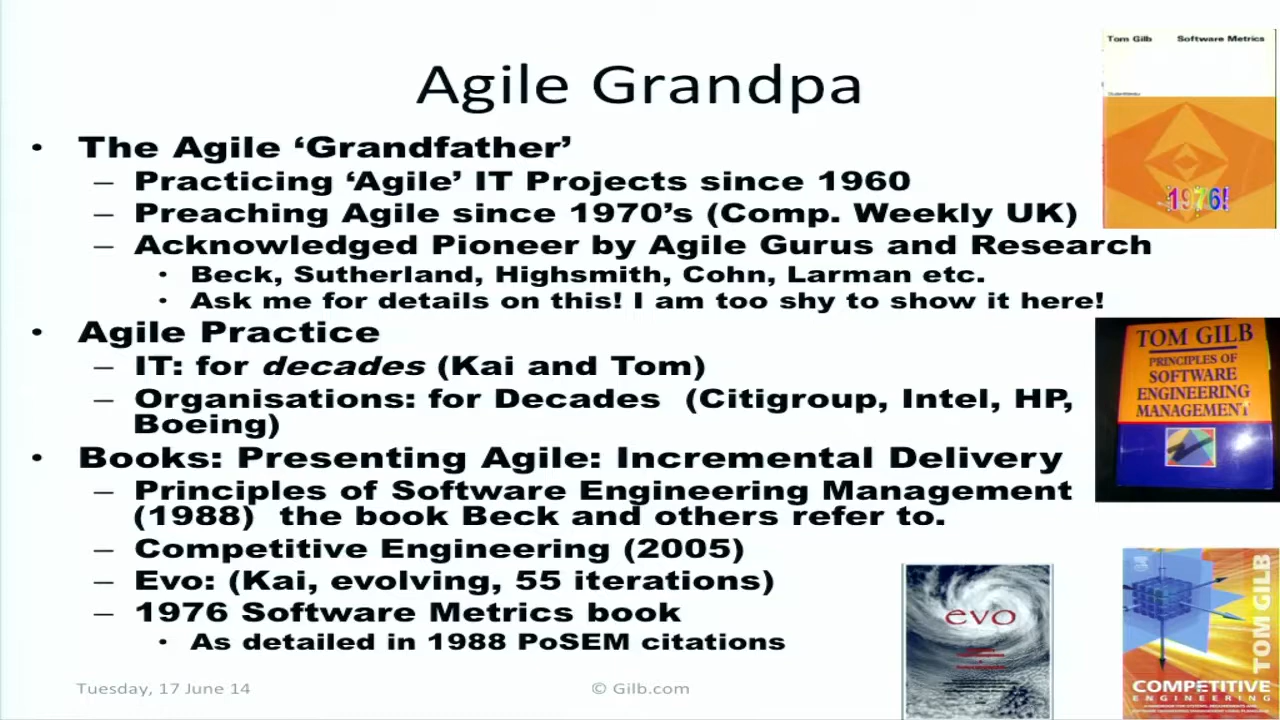 Agile Grandpa
• The Agile ‘Grandfather’
– Practicing ‘Agile’ IT Projects since 1960
– Preaching Agile since 1970’s (Comp. Weekly UK)
– Acknowledged Pioneer by Agile Gurus and Research
• Beck, Sutherland, Highsmith, Cohn, Larman etc.
• Ask me for details on this! I am too shy to show it here!
• Agile Practice
– IT: for decades (Kai and Tom)
– Organisations: for Decades (Citigroup, Intel, HP,
Boeing)
• Books: Presenting Agile: Incremental Delivery
– Principles of Software Engineering Management
(1988) the book Beck and others refer to.
– Competitive Engineering (2005)
– Evo: (Kai, evolving, 55 iterations)
– 1976 Software Metrics book
• As detailed in 1988 PoSEM citations
Tuesday, 17 June 14
© Gilb.com
Tom Gilb Software Metrics
1976!
TOM GILB
PRINCIPLES OF
SOFTWARE
ENGINEERING
MANAGEMENT
evo
TOM GILB
COMPETITIVE
ENGINEERING